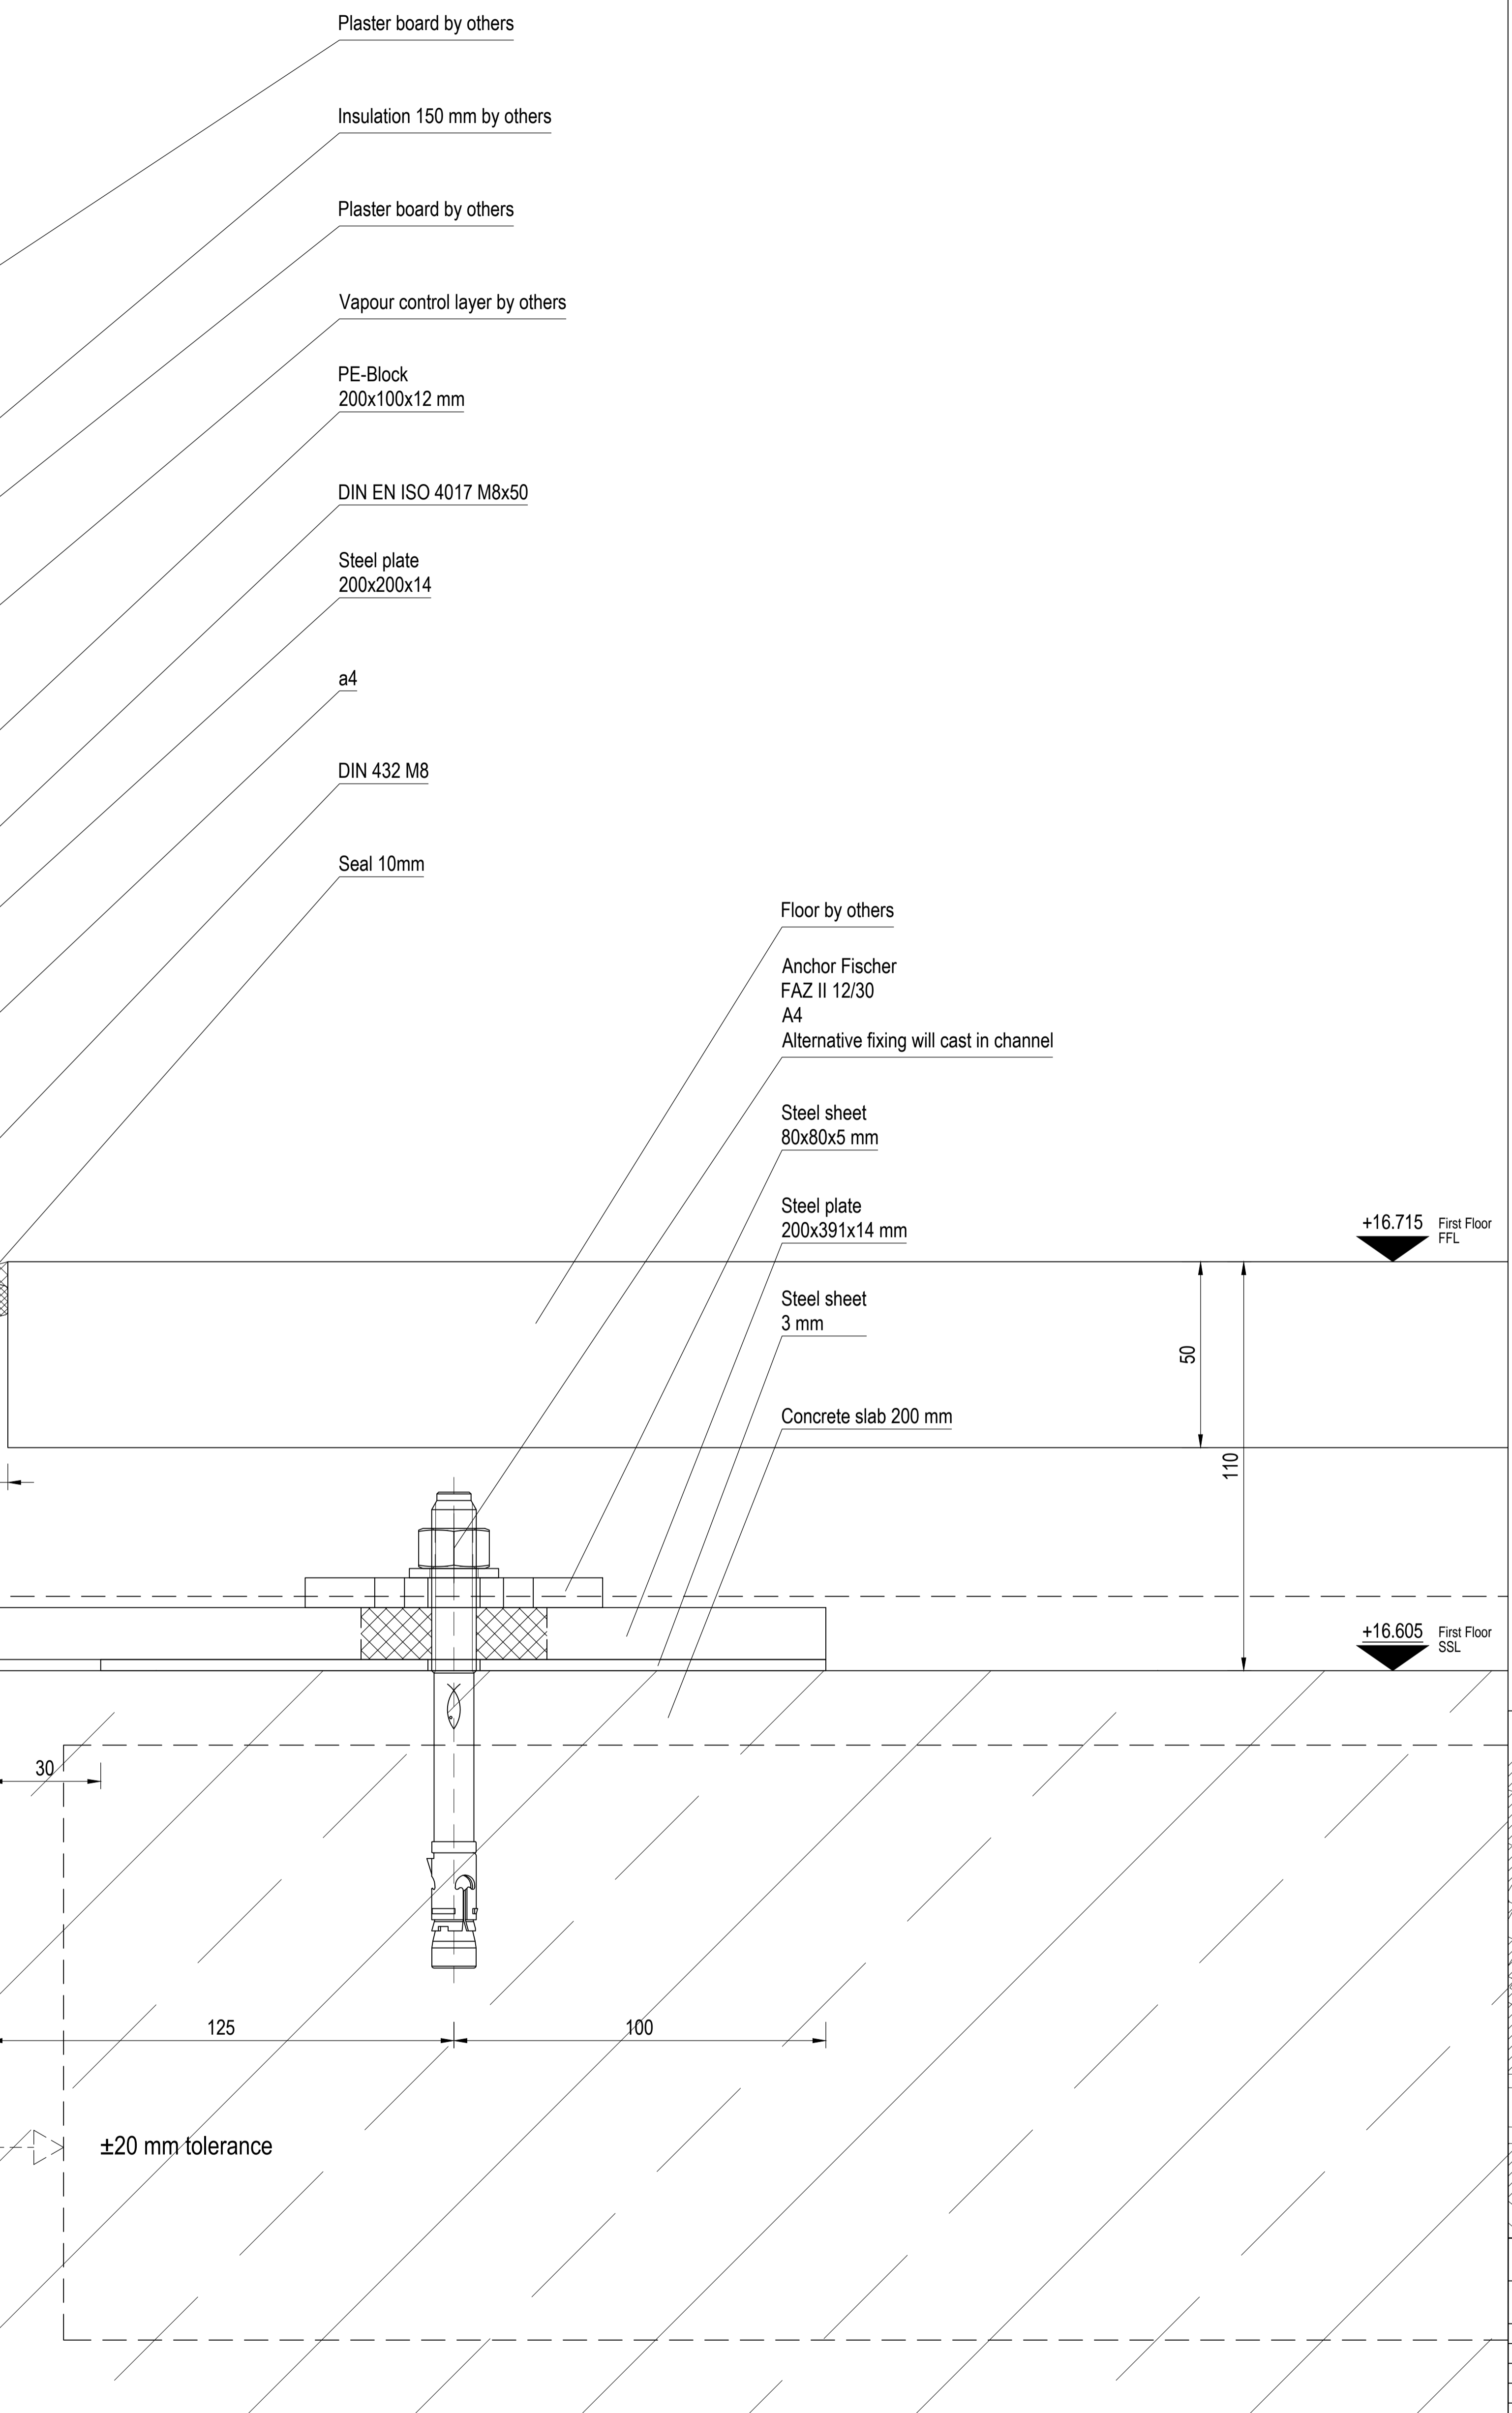 Plaster board by others
Insulation 150 mm by others
Plaster board by others
Vapour control layer by others
PE-Block
200x100x12 mm
DIN EN ISO 4017 M8x50
Steel plate
200x200x14
a4
DIN 432 M8
Seal 10mm
Floor by others
Anchor Fischer
FAZ II 12/30
A4
Alternative fixing will cast in channel
Steel sheet
80x80x5 mm
Steel plate
200x391x14 mm
Steel sheet
3 mm
Concrete slab 200 mm
+16.715 First Floor
FFL
50
110
+16.605 First Floor
SSL
30
125
100
±20 mm tolerance